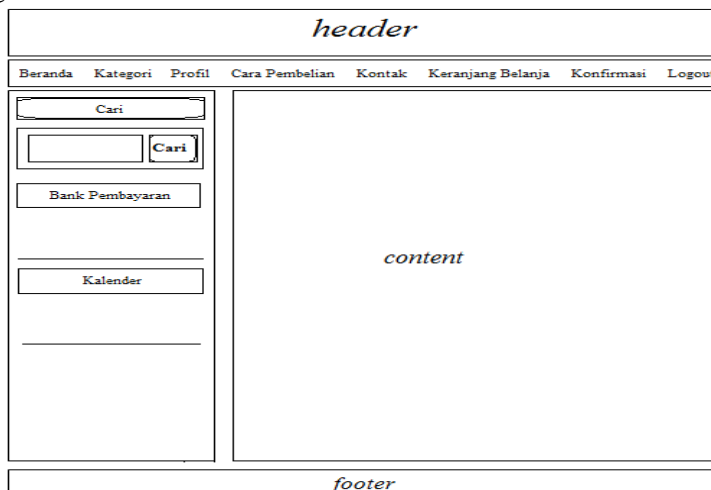 header
Beranda Kategori Profil Cara Pembelian Kontak Keranjang Belanja Konfirmasi Logout
Cari
Cari
Bank Pembayaran
content
Kalender
footer